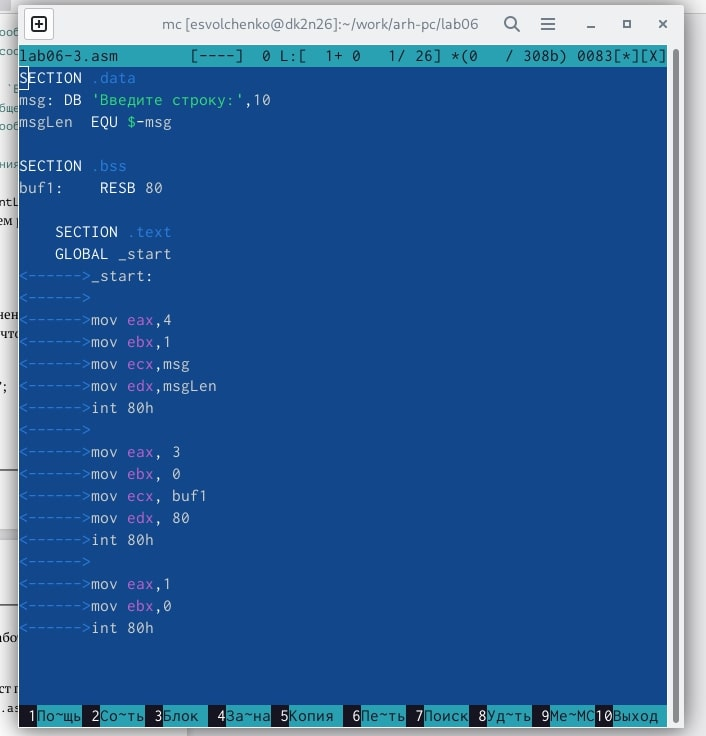 mc [esvolchenko@dk2n26]:~/work/arh-pc/lab06
lab06-3.asm [----] 0 L:[ 1+ 0 1/ 26] *(0 / 308b) 0083[*][X]
SECTION .data
msg: DB 'Введите строку:',10
msgLen EQU $-msg
SECTION .bss
buf1: RESB 80
SECTION .text
GLOBAL _start
<------>_start:
<------>
<------>mov eax,4
<------>mov ebx,1
<------>mov ecx,msg
<------>mov edx,msgLen
<------>int 80h
<------>
<------>mov eax, 3
<------>mov ebx, 0
<------>mov ecx, buf1
<------>mov edx, 80
<------>int 80h
<------>
<------>mov eax,1
<------>mov ebx,0
<------>int 80h
1По~щь 2Со~ть 3Блок 4За~на 5Копия 6Пе~ть 7Поиск 8Уд~ть 9Ме~МС10Выход